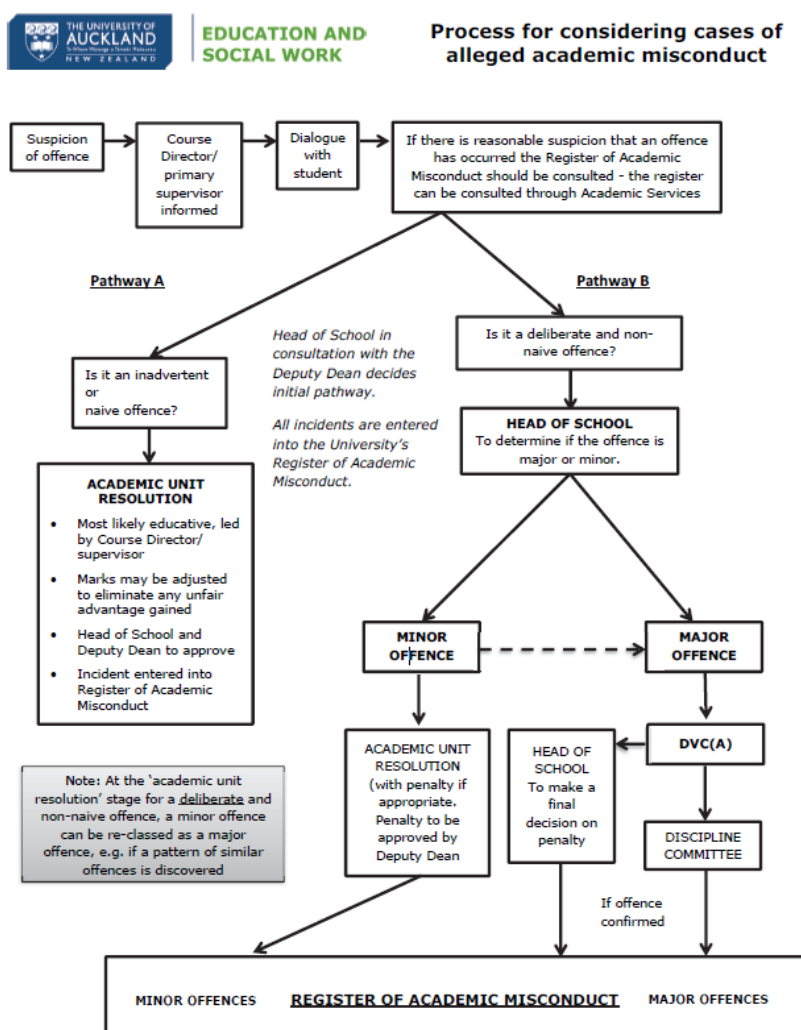 THE UNIVERSITY OF
AUCKLAND
Te Whare Wānanga o Tāmaki Makaurau
NEW ZEALAND
EDUCATION AND
SOCIAL WORK
Process for considering cases of
alleged academic misconduct
Suspicion
of offence
Course
Director/
primary
supervisor
informed
Dialogue
with
student
If there is reasonable suspicion that an offence
has occurred the Register of Academic
Misconduct should be consulted - the register
can be consulted through Academic Services
Pathway A
Pathway B
Head of School in
consultation with the
Deputy Dean decides
initial pathway.
All incidents are entered
into the University's
Register of Academic
Misconduct.
Is it an inadvertent
or
naive offence?
Is it a deliberate and non-
naive offence?
ACADEMIC UNIT
RESOLUTION
• Most likely educative, led
by Course Director/
supervisor
• Marks may be adjusted
to eliminate any unfair
advantage gained
• Head of School and
Deputy Dean to approve
• Incident entered into
Register of Academic
Misconduct
HEAD OF SCHOOL
To determine if the offence is
major or minor.
MINOR
OFFENCE
MAJOR
OFFENCE
ACADEMIC UNIT
RESOLUTION
(with penalty if
appropriate.
Penalty to be
approved by
Deputy Dean
HEAD OF
SCHOOL
To make a
final
decision on
penalty
DVC(A)
DISCIPLINE
COMMITTEE
Note: At the 'academic unit
resolution' stage for a deliberate and
non-naive offence, a minor offence
can be re-classed as a major
offence, e.g. if a pattern of similar
offences is discovered
If offence
confirmed
MINOR OFFENCES
REGISTER OF ACADEMIC MISCONDUCT
MAJOR OFFENCES